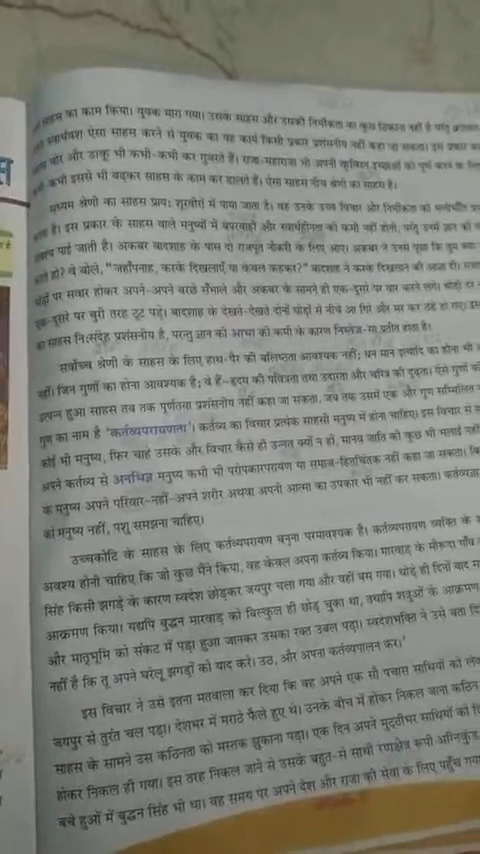 साहस का काम किया। युवक मारा गया। उसके साहस और उसकी निर्भीकता का कुछ ठिकाना नहीं है परंतु
स्वार्थवश ऐसा साहस करने से युवक का यह कार्य किसी प्रकार प्रशंसनीय नहीं कहा जा सकता। इस प्रकार का
चोर और डाकू भी कभी-कभी कर गुजरते हैं। राजा-महाराजा भी अपनी कुत्सित इच्छाओं को पूर्ण करने के लिए
कभी इससे भी बढ़कर साहस के काम कर डालते हैं। ऐसा साहस नीच श्रेणी का साहस है।
मध्यम श्रेणी का साहस प्रायः शूरवीरों में पाया जाता है। वह उनके उच्च विचार और निर्भीकता को भलीभाँति
है। इस प्रकार के साहस वाले मनुष्यों में बेपरवाही और स्वार्थहीनता की कमी नहीं होती, परंतु उनमें ज्ञान की
पाई जाती है। अकबर बादशाह के पास दो राजपूत नौकरी के लिए आए। अकबर ने उनसे पूछा कि तुम क्या
हो? वे बोले, "जहाँपनाह, करके दिखलाएँ या केवल कहकर?" बादशाह ने करके दिखलाने की आज्ञा दी।
पर सवार होकर अपने-अपने बरछे सँभाले और अकबर के सामने ही एक-दूसरे पर वार करने लगे।
एक-दूसरे पर बुरी तरह टूट पड़े। बादशाह के देखते-देखते दोनों घोड़ों से नीचे आ गिरे और मर कर ठंडे हो गए।
का साहस निःसंदेह प्रशंसनीय है, परन्तु ज्ञान की आभा की कमी के कारण निस्तेज-सा प्रतीत होता है।
सर्वोच्च श्रेणी के साहस के लिए हाथ-पैर की बलिष्ठता आवश्यक नहीं; धन मान इत्यादि का होना भी
नहीं। जिन गुणों का होना आवश्यक है; वे हैं—हृदय की पवित्रता तथा उदारता और चरित्र की दृढ़ता। ऐसे गुणों
उत्पन्न हुआ साहस तब तक पूर्णतया प्रशंसनीय नहीं कहा जा सकता, जब तक उसमें एक और गुण सम्मिलित
गुण का नाम है 'कर्तव्यपरायणता'। कर्तव्य का विचार प्रत्येक साहसी मनुष्य में होना चाहिए। इस विचार से
कोई भी मनुष्य, फिर चाहे उसके और विचार कैसे ही उन्नत क्यों न हों, मानव जाति की कुछ भी भलाई नहीं
अपने कर्तव्य से अनभिज्ञ मनुष्य कभी भी परोपकारपरायण या समाज-हितचिंतक नहीं कहा जा सकता।
के मनुष्य अपने परिवार-नहीं-अपने शरीर अथवा अपनी आत्मा का उपकार भी नहीं कर सकता।
को मनुष्य नहीं, पशु समझना चाहिए।
उच्चकोटि के साहस के लिए कर्तव्यपरायण बनना परमावश्यक है। कर्तव्यपरायण व्यक्ति के
अवश्य होनी चाहिए कि जो कुछ मैंने किया, वह केवल अपना कर्तव्य किया। मारवाड़ के मौरूदा गाँव
सिंह किसी झगड़े के कारण स्वदेश छोड़कर जयपुर चला गया और वहीं बस गया। थोड़े ही दिनों बाद
आक्रमण किया। यद्यपि बुद्धन मारवाड़ को बिल्कुल ही छोड़ चुका था, तथापि शत्रुओं के आक्रमण
और मातृभूमि को संकट में पड़ा हुआ जानकर उसका रक्त उबल पड़ा। स्वदेशभक्ति ने उसे बता
नहीं है कि तू अपने घरेलू झगड़ों को याद करे। उठ, और अपना कर्तव्यपालन कर।'
इस विचार ने उसे इतना मतवाला कर दिया कि वह अपने एक सौ पचास साथियों को
जयपुर से तुरंत चल पड़ा। देशभर में मराठे फैले हुए थे। उनके बीच में होकर निकल जाना कठिन
साहस के सामने उस कठिनता को मस्तक झुकाना पड़ा। एक दिन अपने मुट्ठीभर साथियों को
होकर निकल ही गया। इस तरह निकल जाने से उसके बहुत-से साथी रणक्षेत्र रूपी अग्निकुंड
बचे हुओं में बुद्धन सिंह भी था। वह समय पर अपने देश और राजा की सेवा के लिए पहुँच